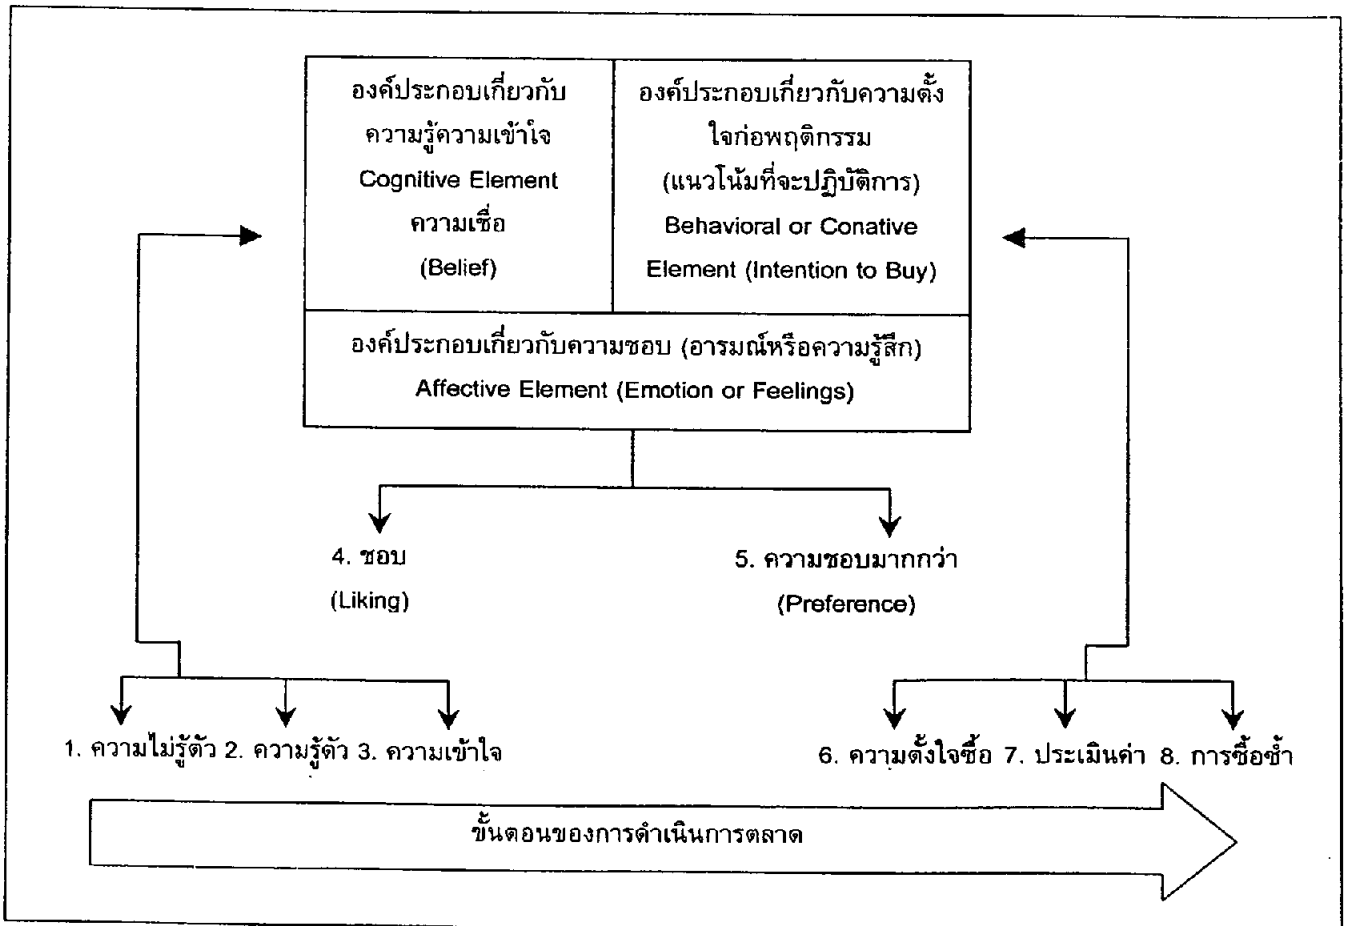 องค์ประกอบเกี่ยวกับ
ความรู้ความเข้าใจ
Cognitive Element
ความเชื่อ
(Belief)
องค์ประกอบเกี่ยวกับความตั้ง
ใจก่อพฤติกรรม
(แนวโน้มที่จะปฏิบัติการ)
Behavioral or Conative
Element (Intention to Buy)
องค์ประกอบเกี่ยวกับความชอบ (อารมณ์หรือความรู้สึก)
Affective Element (Emotion or Feelings)
4. ชอบ
(Liking)
5. ความชอบมากกว่า
(Preference)
1. ความไม่รู้ตัว 2. ความรู้ตัว 3. ความเข้าใจ
6. ความตั้งใจซื้อ 7. ประเมินค่า 8. การซื้อซ้ำ
ขั้นตอนของการดำเนินการตลาด